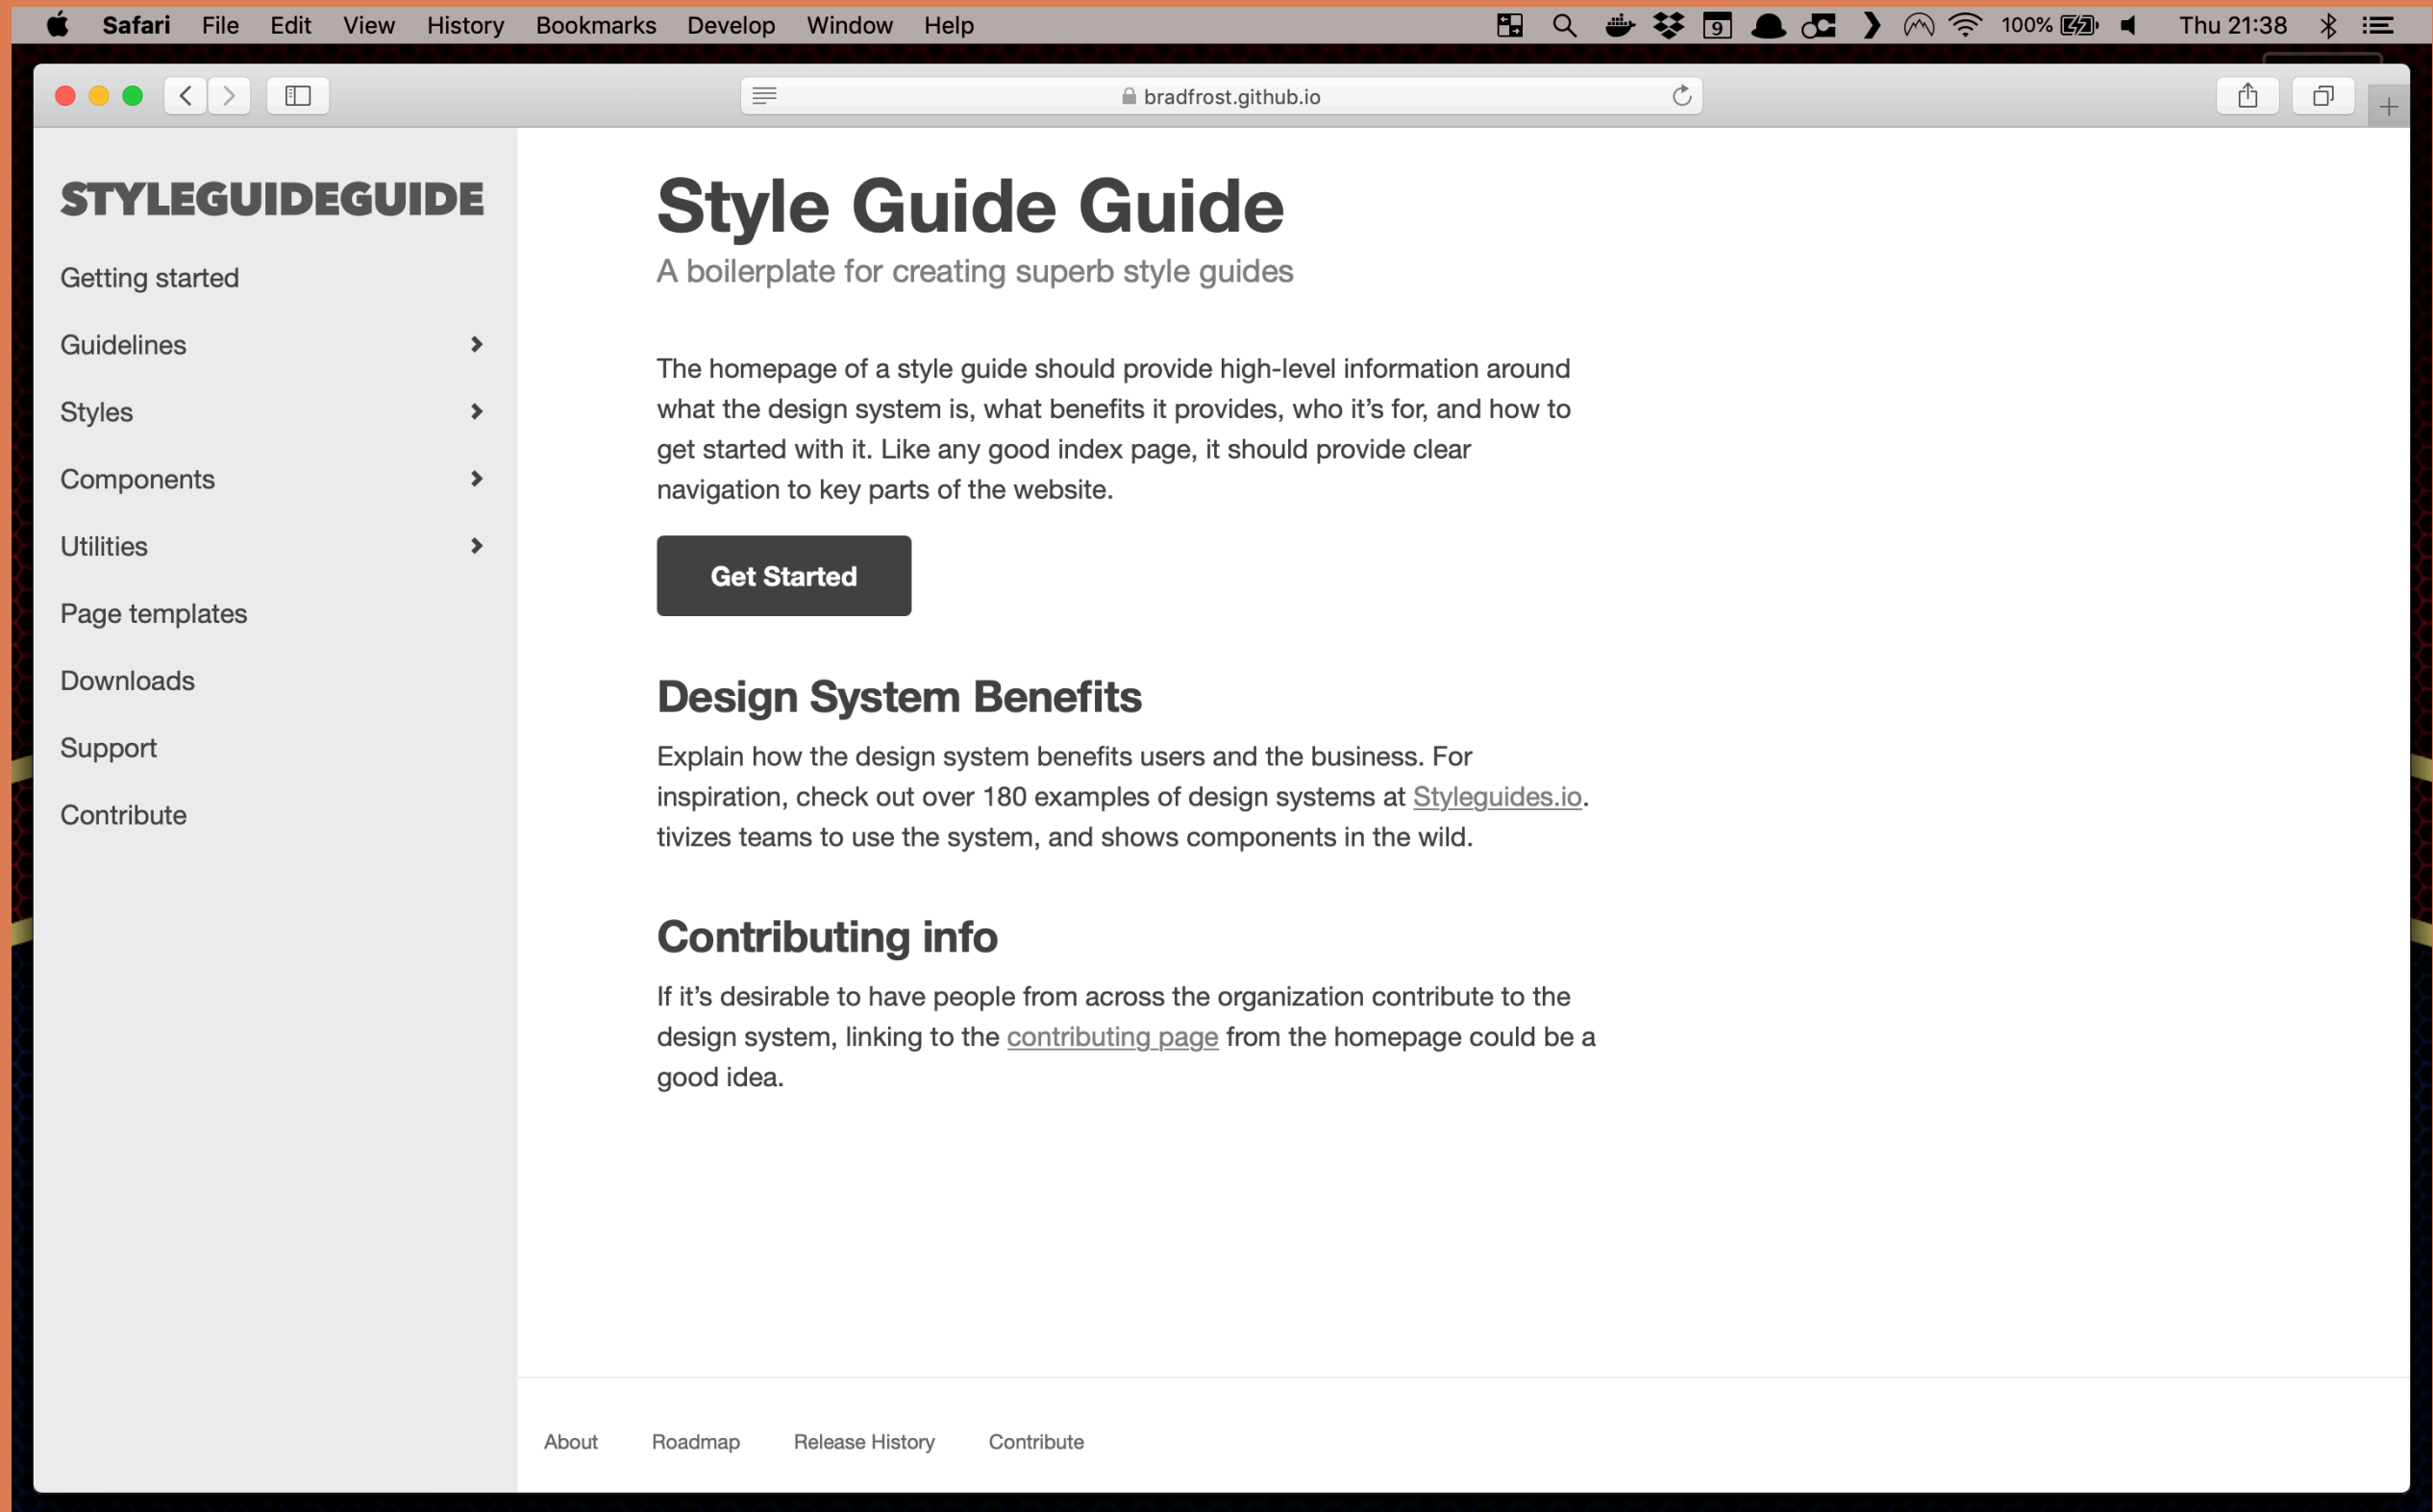 Safari File Edit View History Bookmarks Develop Window Help 9 100% Thu 21:38
bradfrost.github.io
STYLEGUIDEGUIDE
Getting started
Guidelines
Styles
Components
Utilities
Page templates
Downloads
Support
Contribute
Style Guide Guide
A boilerplate for creating superb style guides
The homepage of a style guide should provide high-level information around
what the design system is, what benefits it provides, who it’s for, and how to
get started with it. Like any good index page, it should provide clear
navigation to key parts of the website.
Get Started
Design System Benefits
Explain how the design system benefits users and the business. For
inspiration, check out over 180 examples of design systems at Styleguides.io.
tivizes teams to use the system, and shows components in the wild.
Contributing info
If it’s desirable to have people from across the organization contribute to the
design system, linking to the contributing page from the homepage could be a
good idea.
About Roadmap Release History Contribute